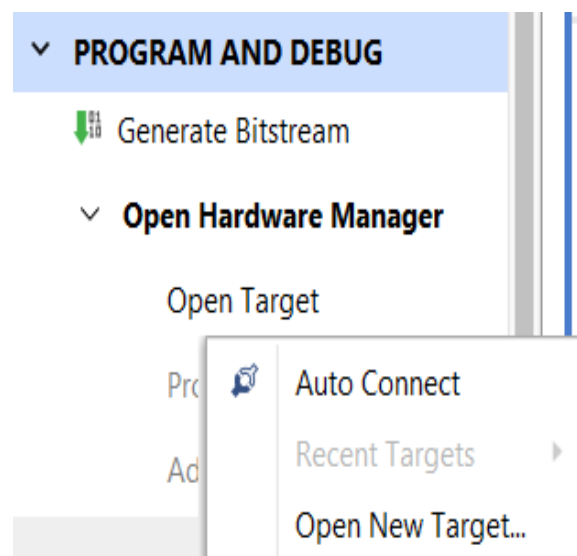 PROGRAM AND DEBUG
Generate Bitstream
Open Hardware Manager
Open Target
Auto Connect
Recent Targets
Open New Target...